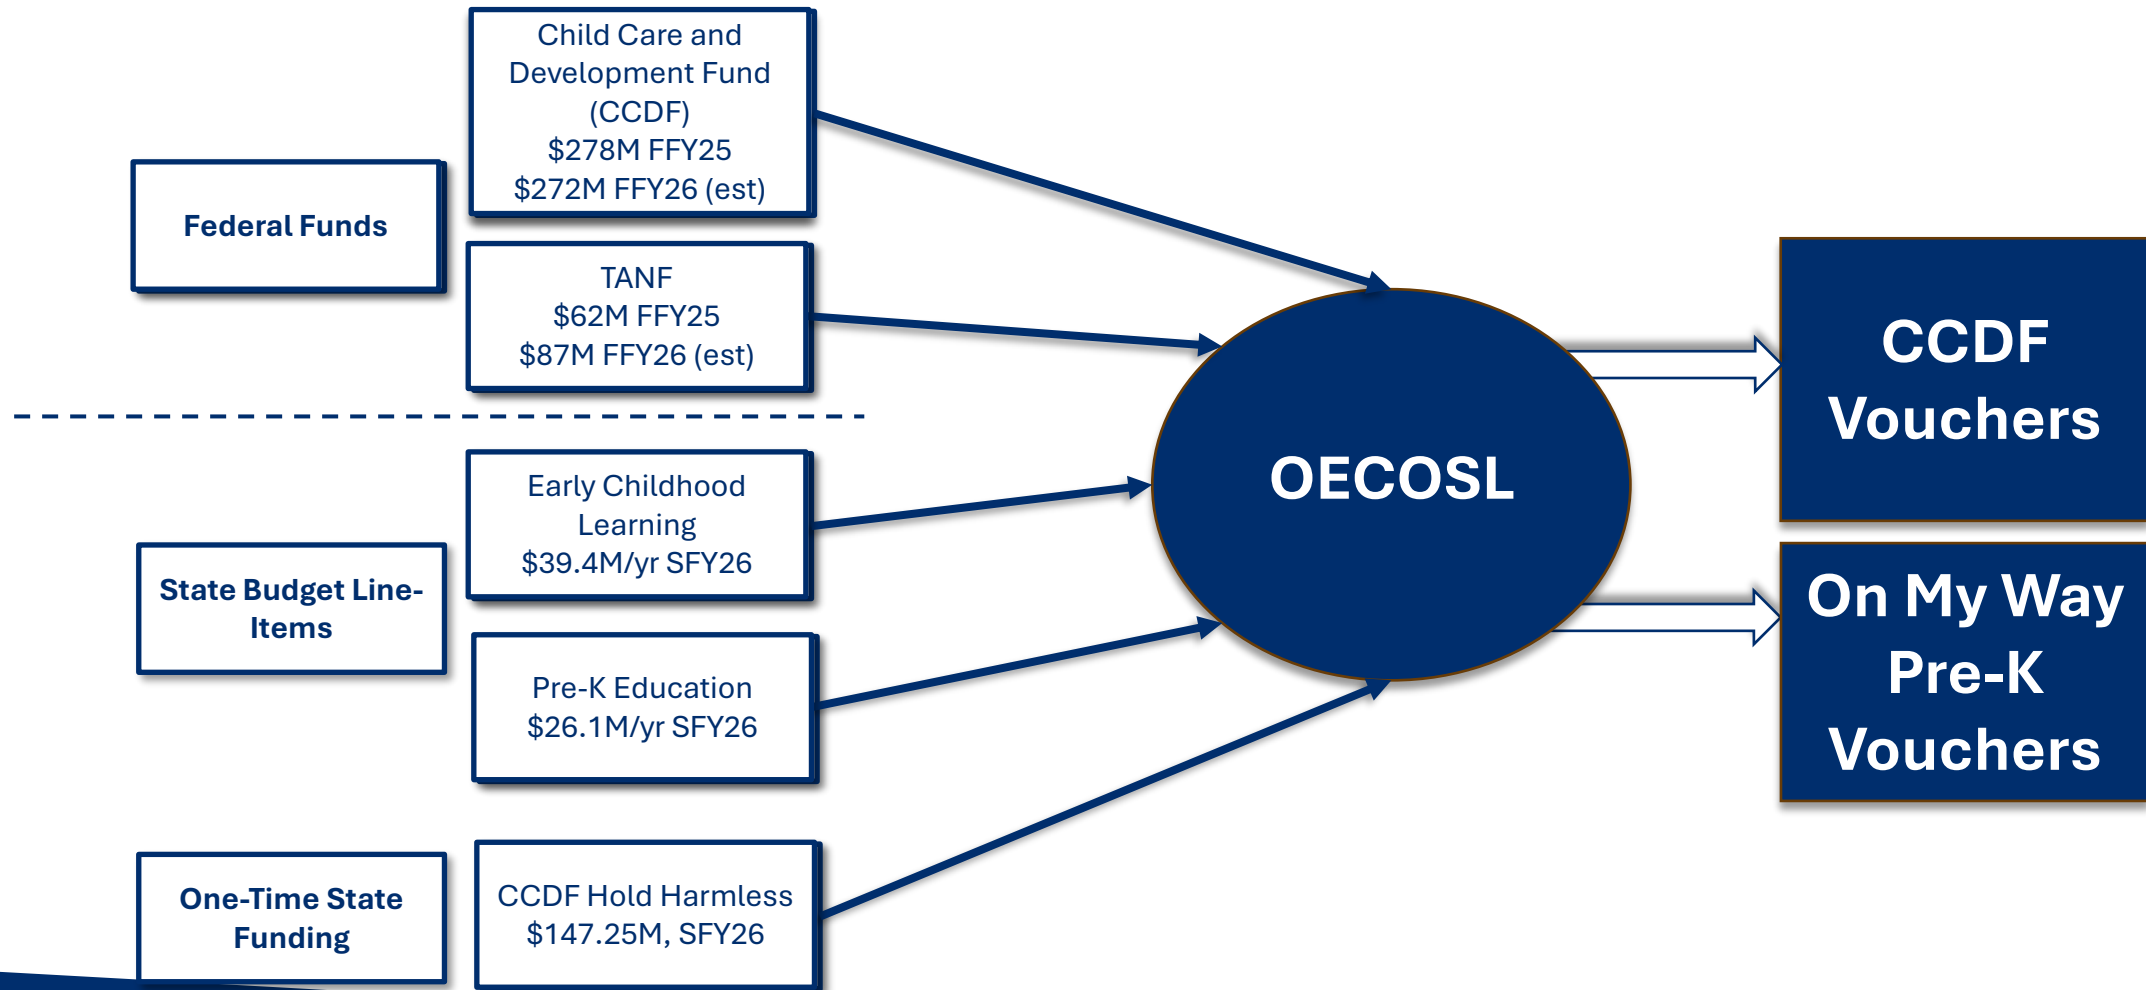 Child Care and
Development Fund
(CCDF)
$278M FFY25
$272M FFY26 (est)
Federal Funds
TANF
$62M FFY25
$87M FFY26 (est)
Early Childhood
Learning
$39.4M/yr SFY26
State Budget Line-
Items
Pre-K Education
$26.1M/yr SFY26
One-Time State
Funding
CCDF Hold Harmless
$147.25M, SFY26
OECOSL
CCDF
Vouchers
On My Way
Pre-K
Vouchers